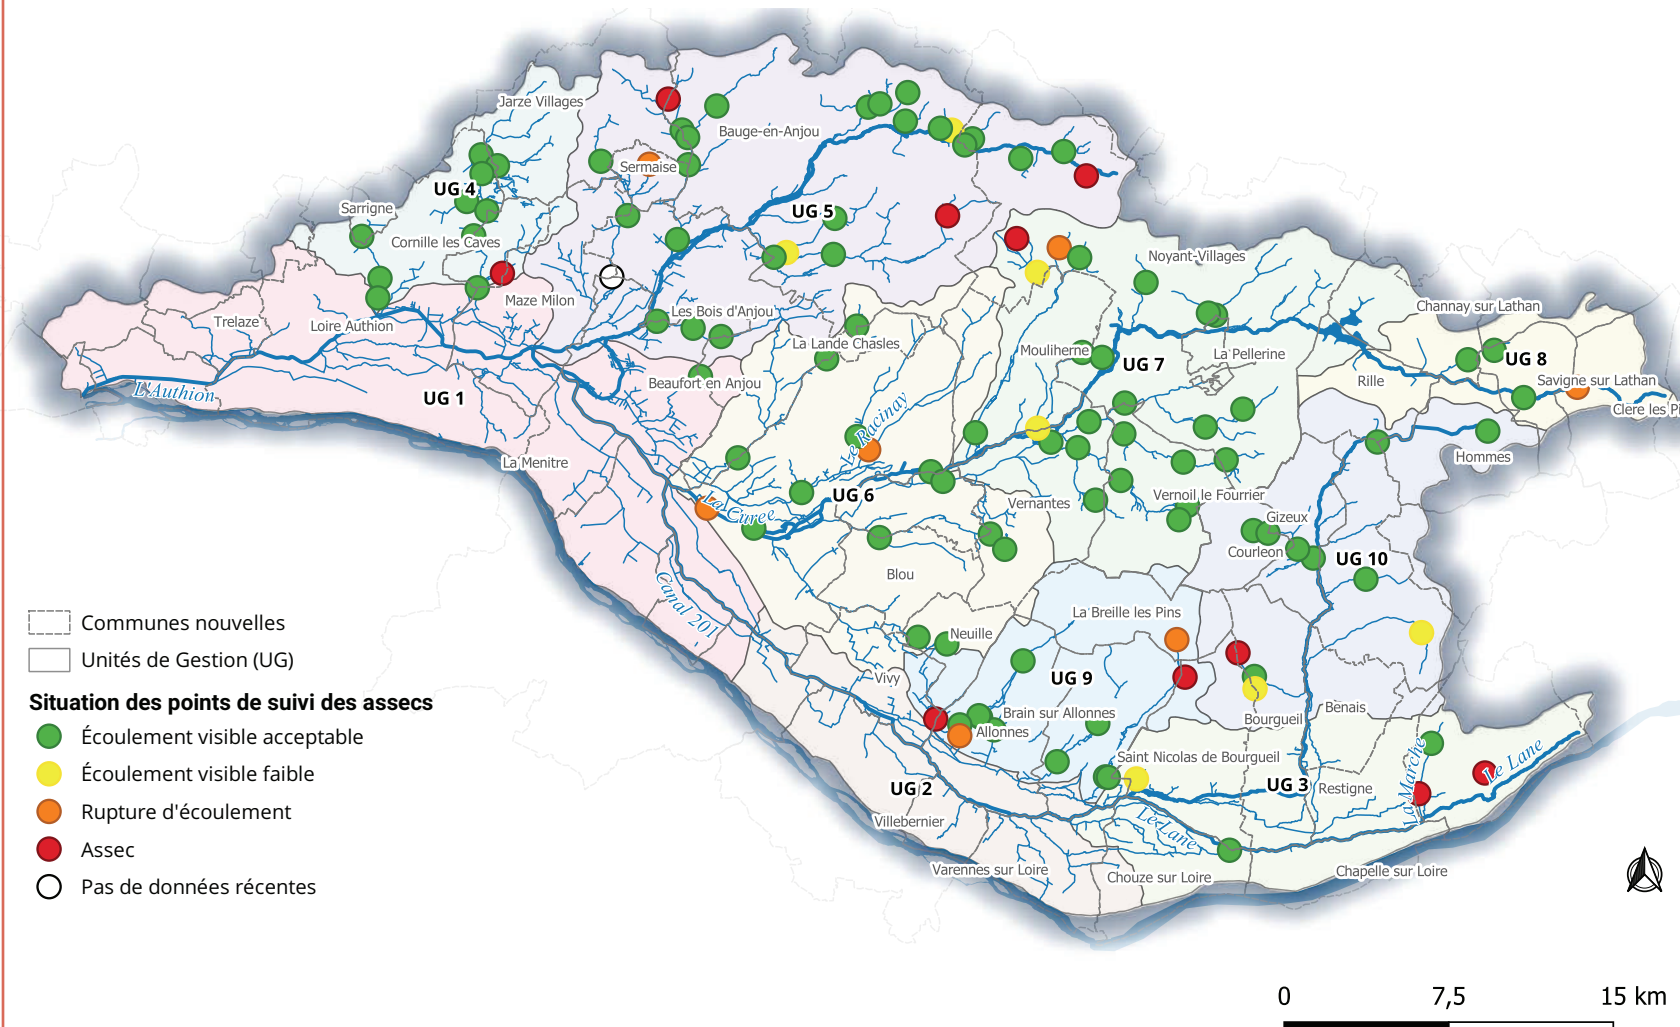 Jarze Villages
Bauge-en-Anjou
Sermaise
UG 4
Sarrigne
UG 5
Cornille les Caves
Noyant-Villages
Maze Milon
Channay sur Lathan
Trelaze
Loire Authion
Les Bois d'Anjou
La Lande Chasles
Mouliherne
La Pellerine
UG 7
UG 8
Rille
Savigne sur Lathan
Beaufort en Anjou
L'Authion
UG 1
Clere les P
Le Racinay
La Menitre
Hommes
UG 6
Vernantes
Vernoil le Fourrier
La Curee
Gizeux
Courleon
UG 10
Blou
Canal 201
La Breille les Pins
Neuille
Vivy
UG 9
Brain sur Allonnes
Allonnes
Bourgueil
Benais
Saint Nicolas de Bourgueil
La Marche
Le Lane
UG 2
UG 3
Restigne
Villebernier
Le Lane
Varennes sur Loire
Chouze sur Loire
Chapelle sur Loire
Communes nouvelles
Unités de Gestion (UG)
Situation des points de suivi des assecs
Écoulement visible acceptable
Écoulement visible faible
Rupture d'écoulement
Assec
Pas de données récentes
0 7,5 15 km